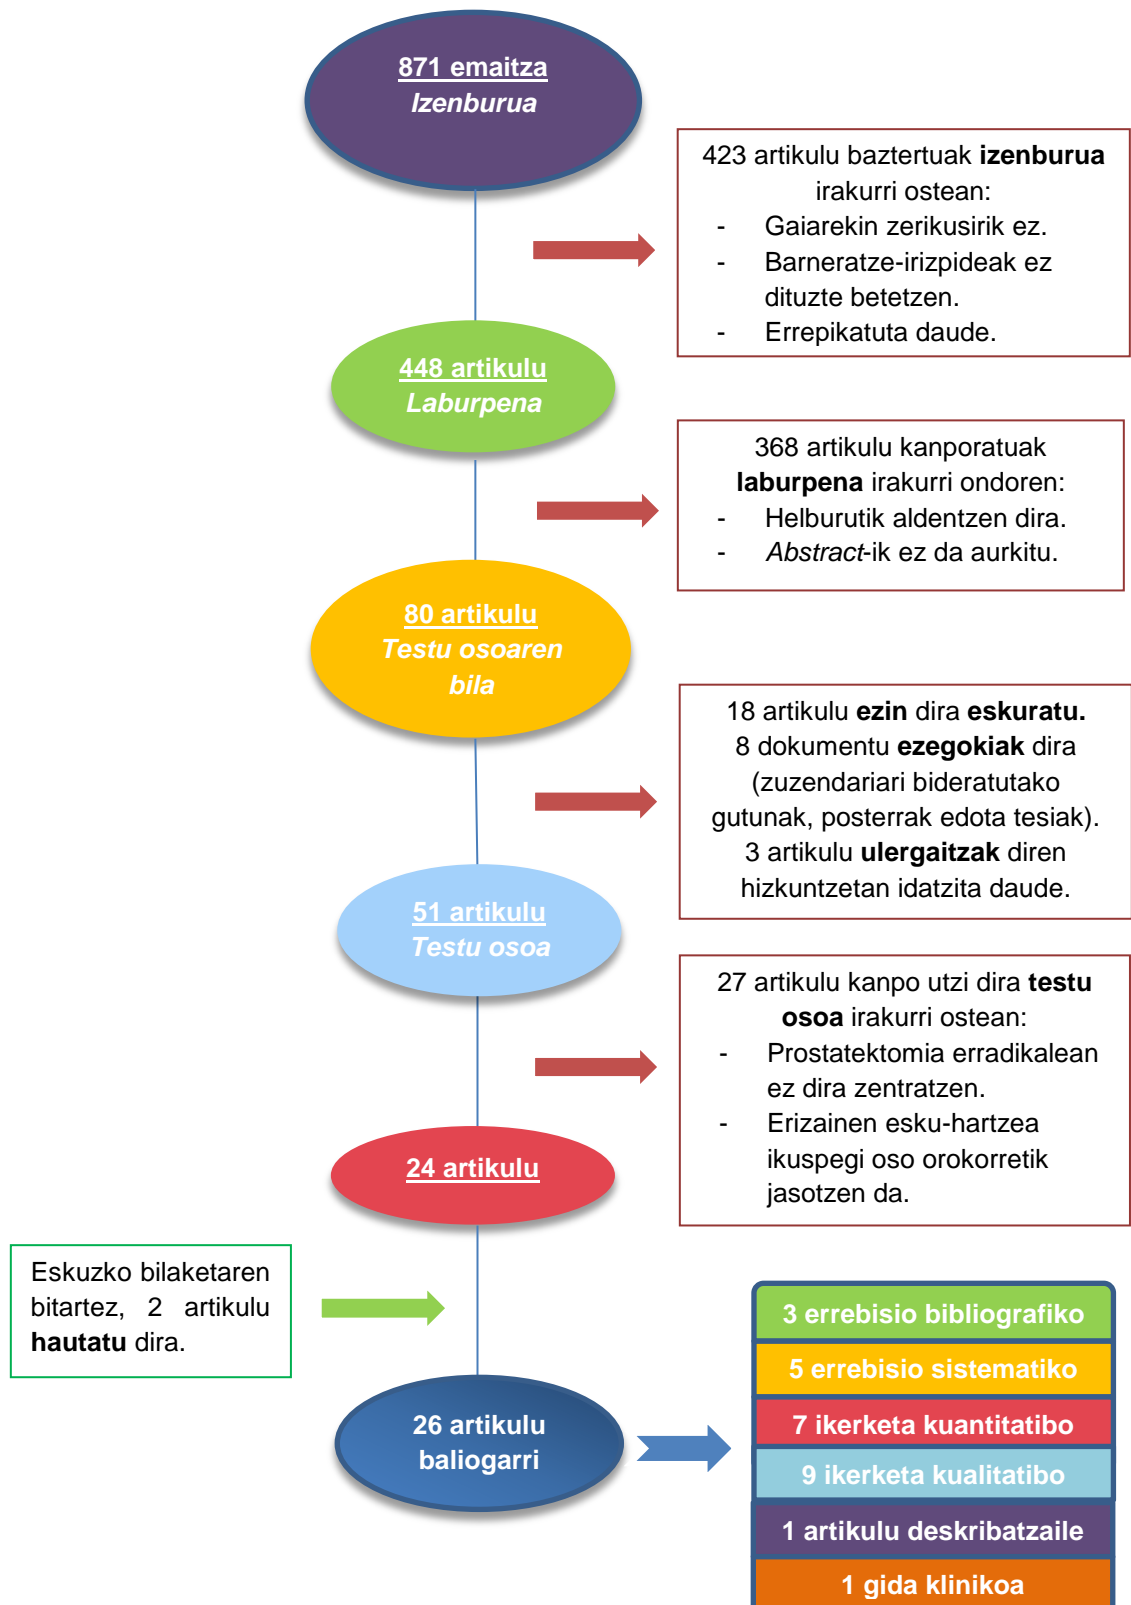 871 emaitza
Izenburua
423 artikulu baztertuak izenburua
irakurri ostean:
- Gaiarekin zerikusirik ez.
- Barneratze-irizpideak ez
dituzte betetzen.
- Errepikatuta daude.
448 artikulu
Laburpena
368 artikulu kanporatuak
laburpena irakurri ondoren:
- Helburutik aldentzen dira.
- Abstract-ik ez da aurkitu.
80 artikulu
Testu osoaren
bila
18 artikulu ezin dira eskuratu.
8 dokumentu ezegokiak dira
(zuzendariari bideratutako
gutunak, posterrak edota tesiak).
3 artikulu ulergaitzak diren
hizkuntzetan idatzita daude.
51 artikulu
Testu osoa
27 artikulu kanpo utzi dira testu
osoa irakurri ostean:
- Prostatektomia erradikalean
ez dira zentratzen.
- Erizainen esku-hartzea
ikuspegi oso orokorretik
jasotzen da.
24 artikulu
Eskuzko bilaketaren
bitartez, 2 artikulu
hautatu dira.
26 artikulu
baliogarri
3 errebisio bibliografiko
5 errebisio sistematiko
7 ikerketa kuantitatibo
9 ikerketa kualitatibo
1 artikulu deskribatzaile
1 gida klinikoa